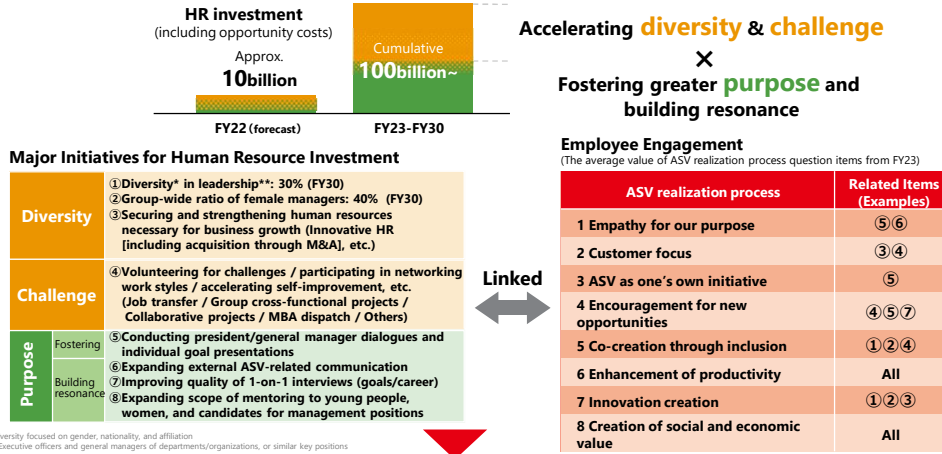 HR investment
(including opportunity costs)
Approx.
10billion
Cumulative
100billion~
FY22 (forecast)
FY23-FY30
Accelerating diversity & challenge
×
Fostering greater purpose and
building resonance
Major Initiatives for Human Resource Investment
Diversity
①Diversity* in leadership**: 30% (FY30)
②Group-wide ratio of female managers: 40% (FY30)
③Securing and strengthening human resources
necessary for business growth (Innovative HR
[including acquisition through M&A], etc.)
Challenge
④Volunteering for challenges / participating in networking
work styles / accelerating self-improvement, etc.
(Job transfer / Group cross-functional projects /
Collaborative projects / MBA dispatch / Others)
Purpose
Fostering
Building
resonance
⑤Conducting president/general manager dialogues and
individual goal presentations
⑥Expanding external ASV-related communication
⑦Improving quality of 1-on-1 interviews (goals/career)
⑧Expanding scope of mentoring to young people,
women, and candidates for management positions
versity focused on gender, nationality, and affiliation
Executive officers and general managers of departments/organizations, or similar key positions
Linked
Employee Engagement
(The average value of ASV realization process question items from FY23)
ASV realization process
Related Items
(Examples)
1 Empathy for our purpose ⑤⑥
2 Customer focus ③④
3 ASV as one's own initiative ⑤
4 Encouragement for new
opportunities ④⑤⑦
5 Co-creation through inclusion ①②④
6 Enhancement of productivity All
7 Innovation creation ①②③
8 Creation of social and economic
value All